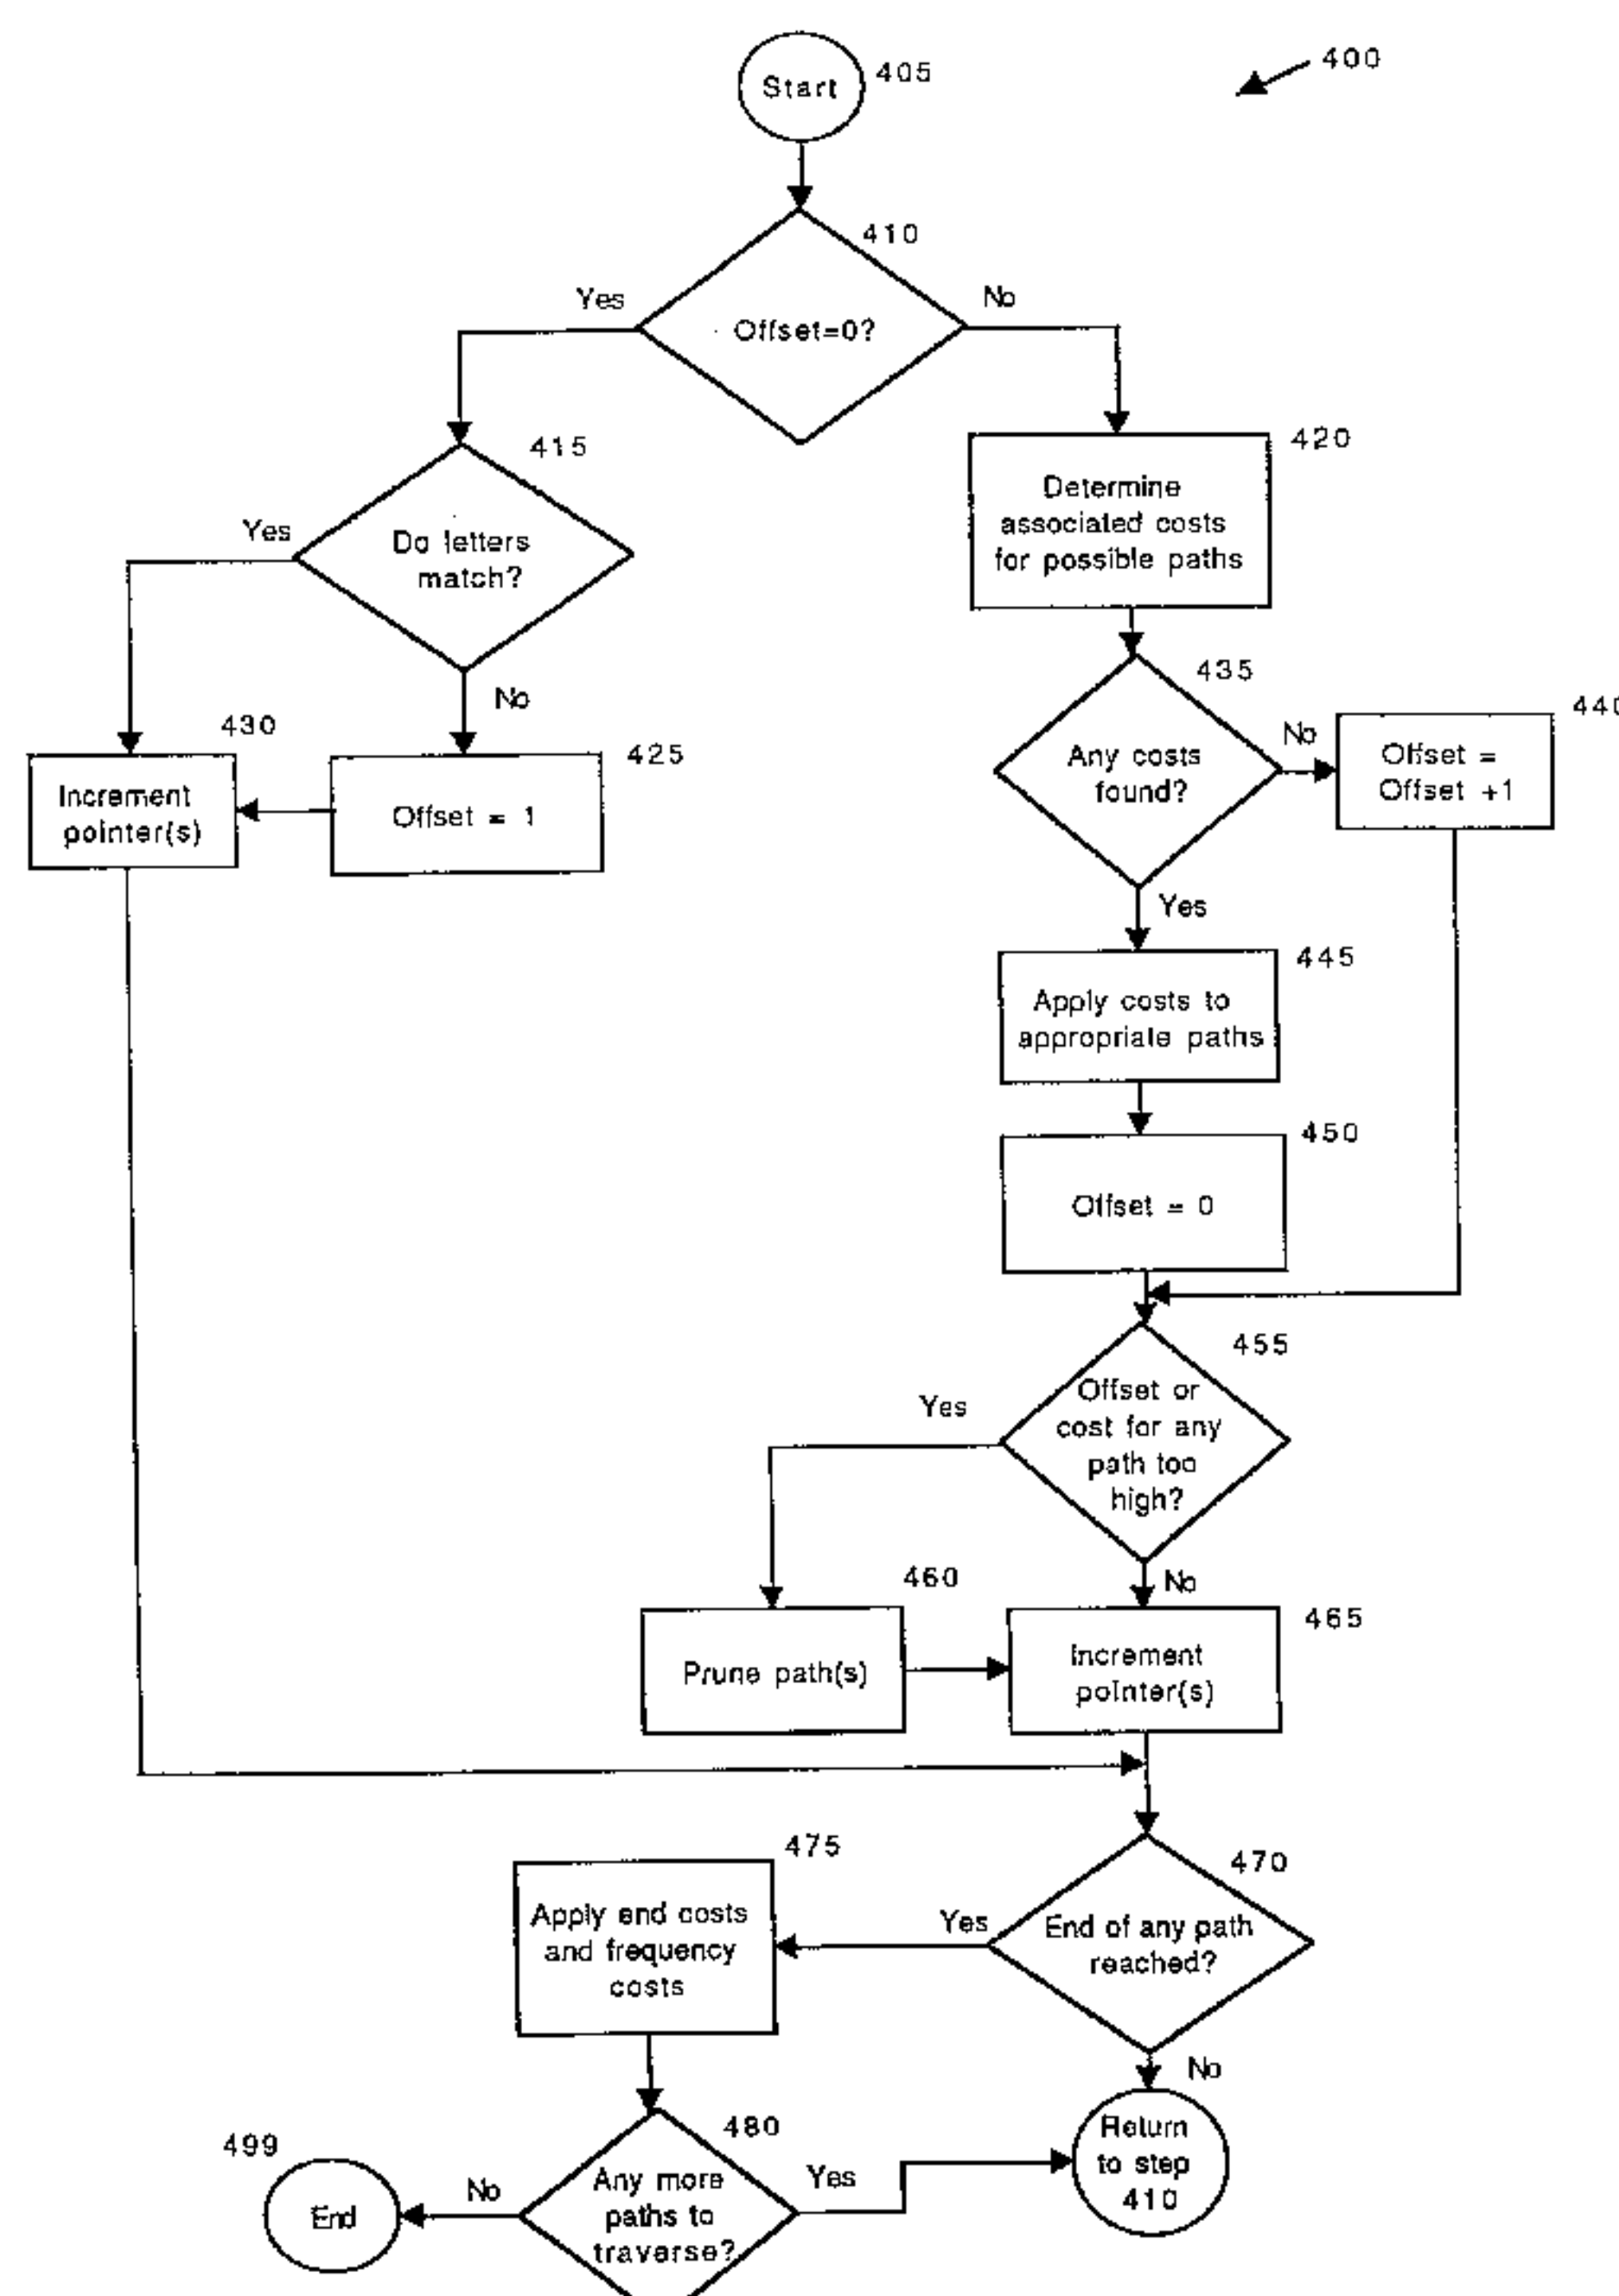 400
Start
405
410
Offset=0?
Yes
No
415
Do letters
match?
Yes
No
420
Determine
associated costs
for possible paths
430
Increment
pointer(s)
425
Offset = 1
435
Any costs
found?
No
440
Offset =
Offset +1
Yes
445
Apply costs to
appropriate paths
450
Offset = 0
455
Offset or
cost for any
path too
high?
Yes
No
460
Prune path(s)
465
Increment
pointer(s)
470
End of any path
reached?
Yes
No
475
Apply end costs
and frequency
costs
480
Any more
paths to
traverse?
No
Yes
499
End
Return
to step
410